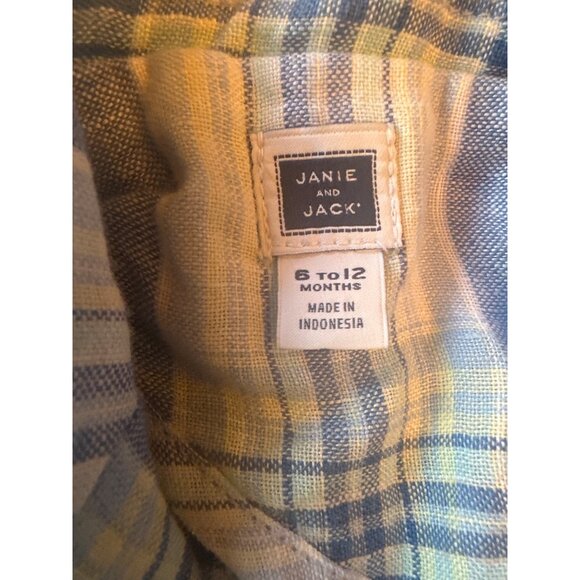 JANIE
AND
JACK
6 TO 12
MONTHS
MADE IN
INDONESIA